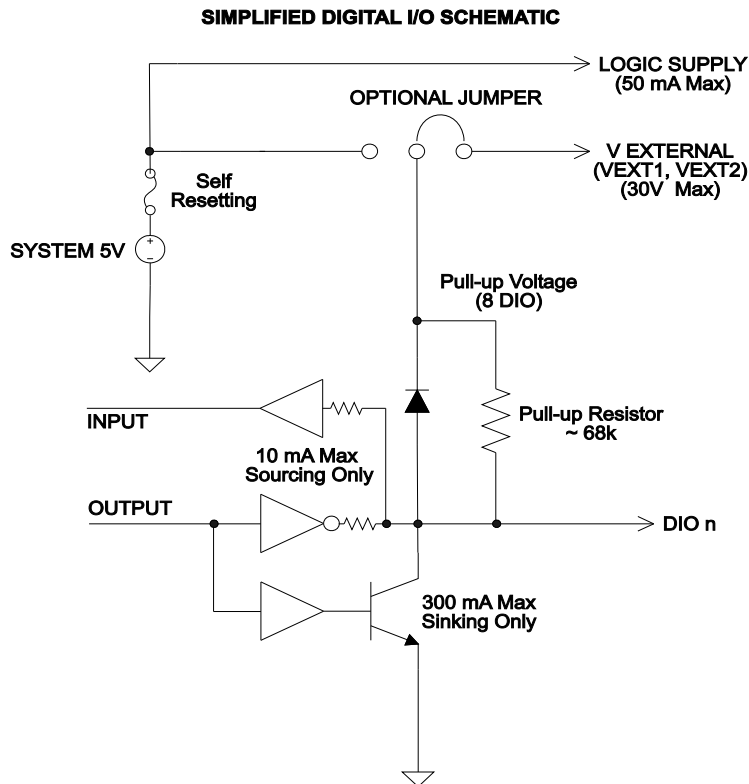 SIMPLIFIED DIGITAL I/O SCHEMATIC
LOGIC SUPPLY
(50 mA Max)
OPTIONAL JUMPER
V EXTERNAL
(VEXT1, VEXT2)
(30V Max)
Self
Resetting
SYSTEM 5V
+
−
Pull-up Voltage
(8 DIO)
INPUT
Pull-up Resistor
~ 68k
10 mA Max
Sourcing Only
OUTPUT
DIO n
300 mA Max
Sinking Only